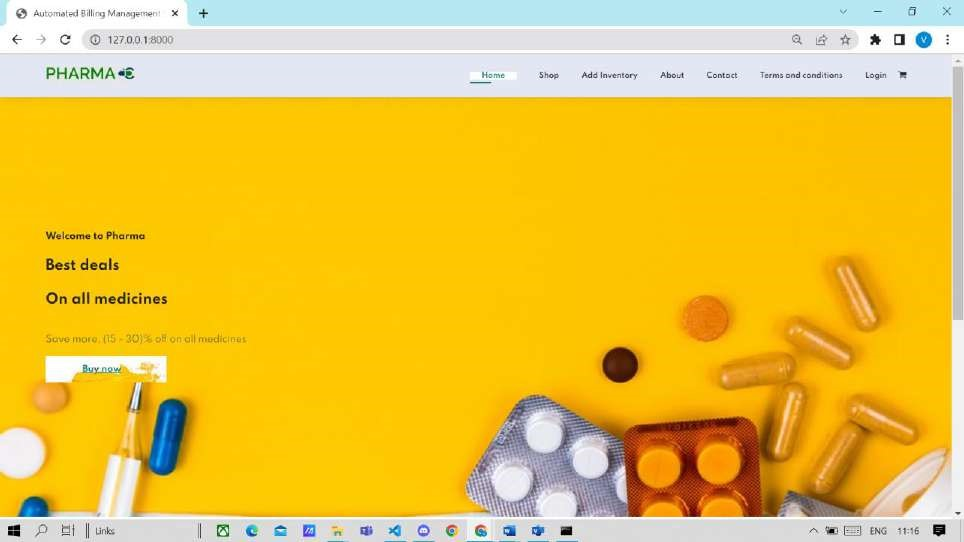 Automated Billing Management
127.0.0.1:8000
V
PHARMA
Home Shop Add Inventory About Contact Terms and conditions Login
Welcome to Pharma
Best deals
On all medicines
Save more, (15 - 30)% off on all medicines
Buy now
Links
ENG 11:16